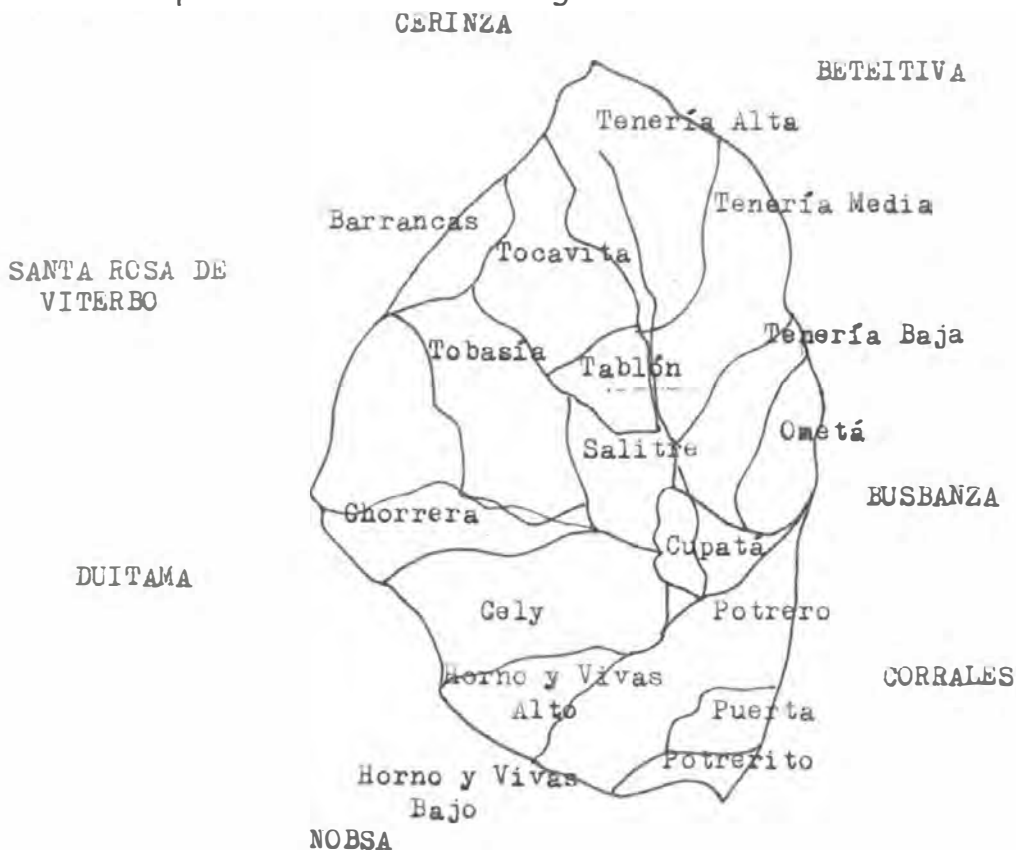 CERINZA
BETEITIVA
Tenería Alta
Tenería Media
Barrancas
Tocavita
SANTA ROSA DE
VITERBO
Tenería Baja
Tobasía
Tablón
Ometá
Salitre
BUSBANZA
Chorrera
Cupatá
DUITAMA
Cely
Potrero
CORRALES
Horno y Vivas
Alto
Puerta
Potrerito
Horno y Vivas
Bajo
NOBSA